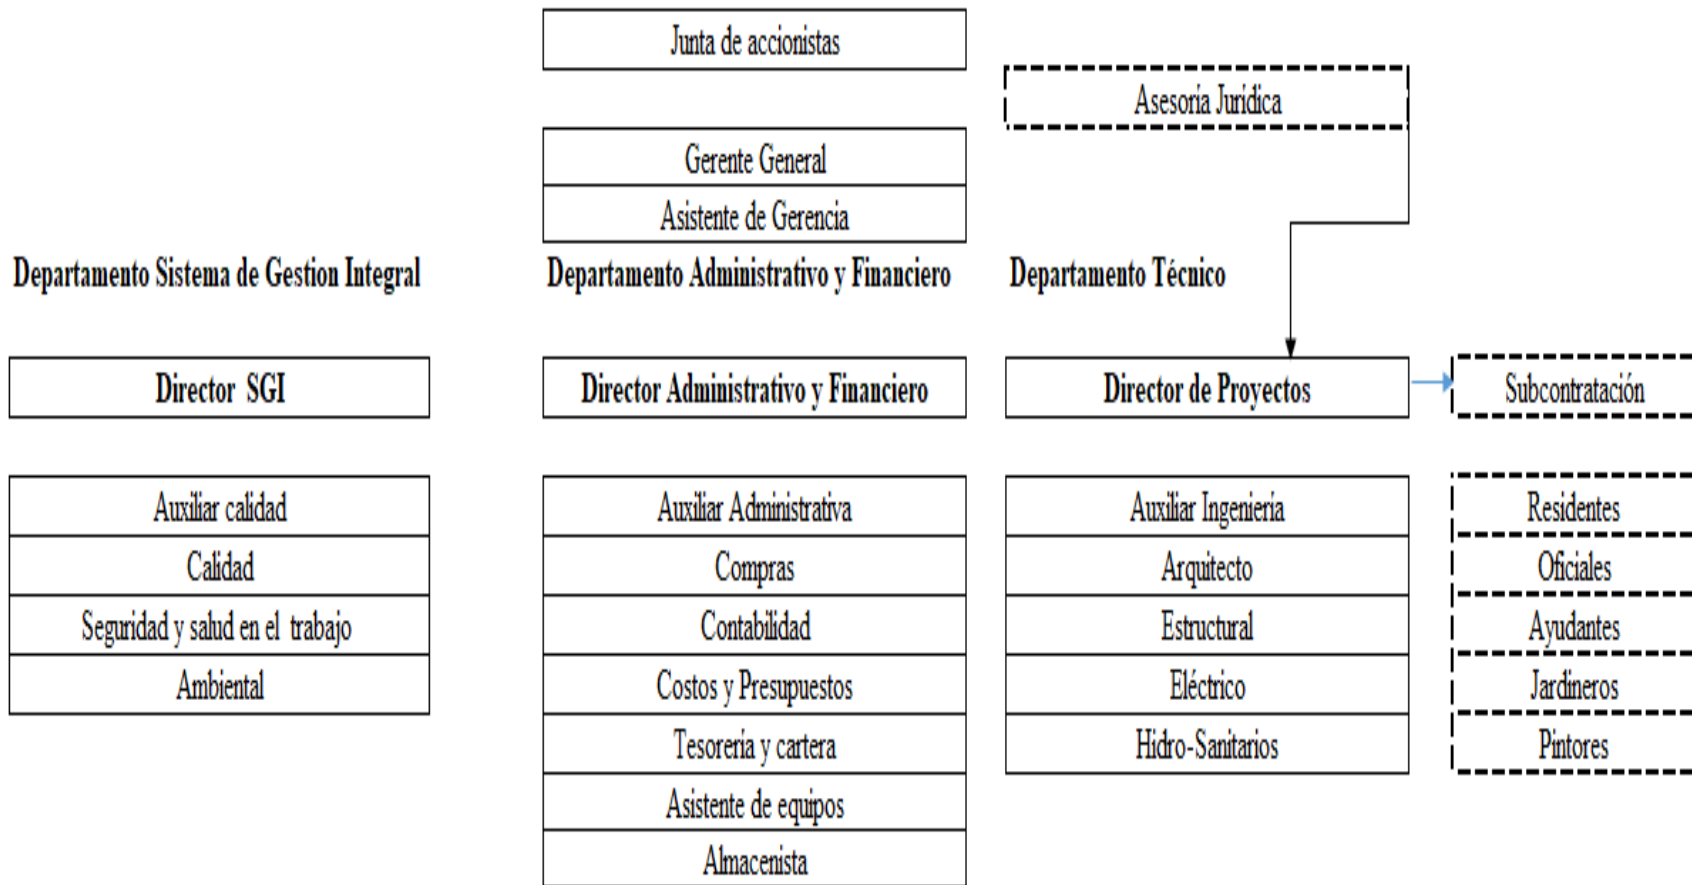 Junta de accionistas
Asesoría Jurídica
Gerente General
Asistente de Gerencia
Departamento Sistema de Gestion Integral
Departamento Administrativo y Financiero
Departamento Técnico
Director SGI
Director Administrativo y Financiero
Director de Proyectos
Subcontratación
Auxiliar calidad
Calidad
Seguridad y salud en el trabajo
Ambiental
Auxiliar Administrativa
Compras
Contabilidad
Costos y Presupuestos
Tesorería y cartera
Asistente de equipos
Almacenista
Auxiliar Ingeniería
Arquitecto
Estructural
Eléctrico
Hidro-Sanitarios
Residentes
Oficiales
Ayudantes
Jardineros
Pintores